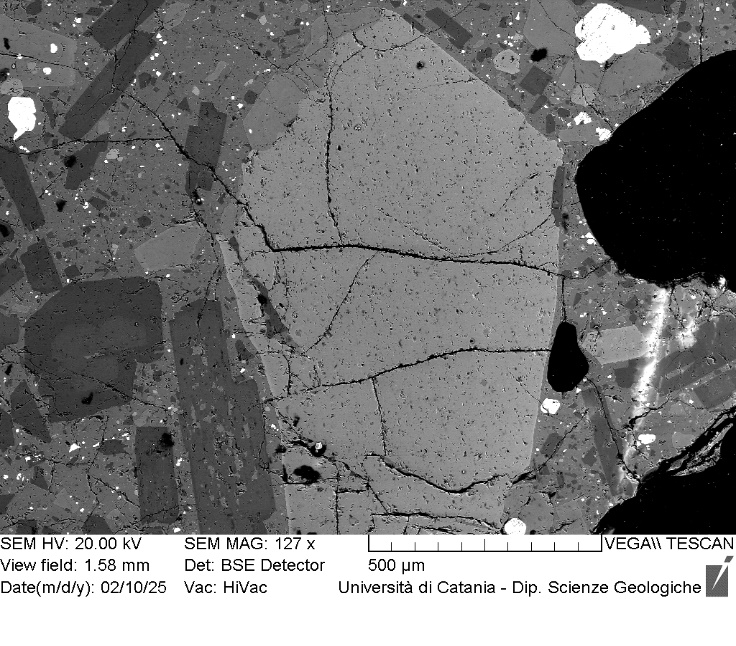 SEM HV: 20.00 kV SEM MAG: 127 x VEGA\\ TESCAN
View field: 1.58 mm Det: BSE Detector 500 µm
Date(m/d/y): 02/10/25 Vac: HiVac Università di Catania - Dip. Scienze Geologiche